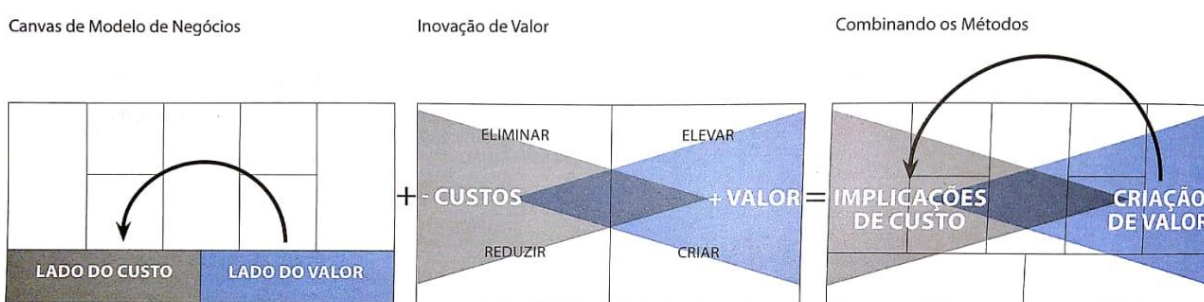 Canvas de Modelo de Negócios
Inovação de Valor
Combinando os Métodos
LADO DO CUSTO
LADO DO VALOR
+
ELIMINAR
ELEVAR
- CUSTOS
+ VALOR
REDUZIR
CRIAR
=
IMPLICAÇÕES
DE CUSTO
CRIAÇÃO
DE VALOR